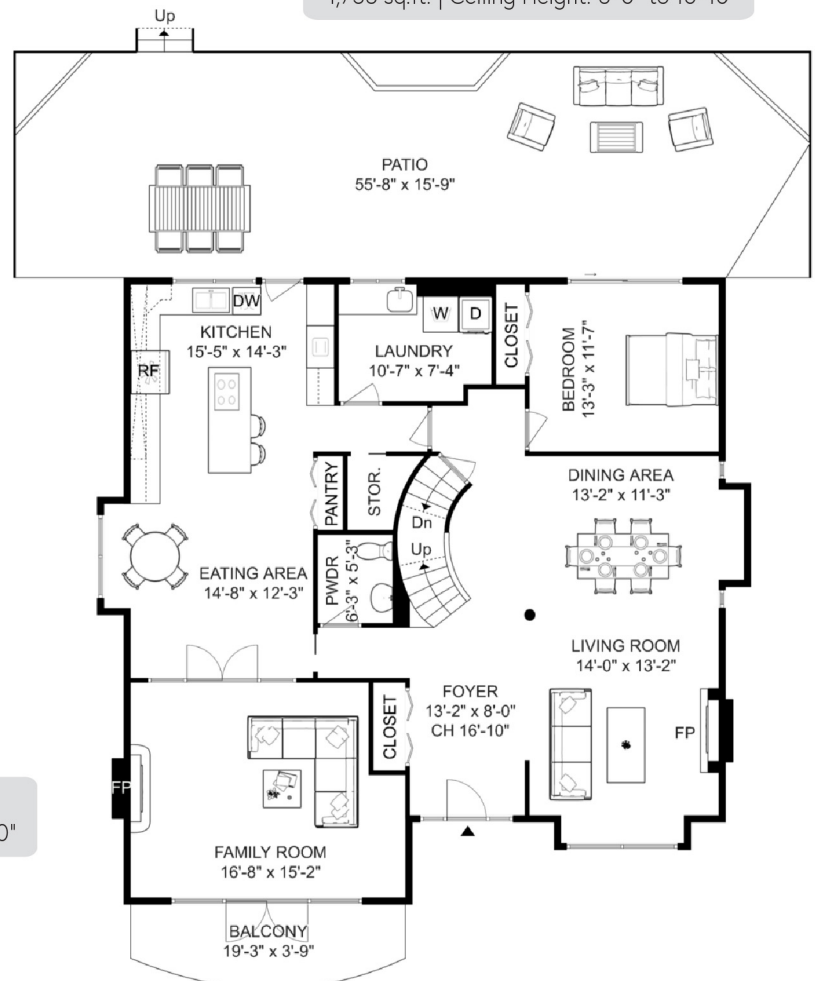 Up
PATIO
55'-8" x 15'-9"
DW
KITCHEN
15'-5" x 14'-3"
RF
W
D
LAUNDRY
10'-7" x 7'-4"
CLOSET
BEDROOM
13'-3" x 11'-7"
PANTRY
STOR.
Dn
Up
DINING AREA
13'-2" x 11'-3"
EATING AREA
14'-8" x 12'-3"
PWDR
6'-3" x 5'-3"
LIVING ROOM
14'-0" x 13'-2"
FOYER
13'-2" x 8'-0"
CH 16'-10"
CLOSET
FP
FP
0"
FAMILY ROOM
16'-8" x 15'-2"
BALCONY
19'-3" x 3'-9"